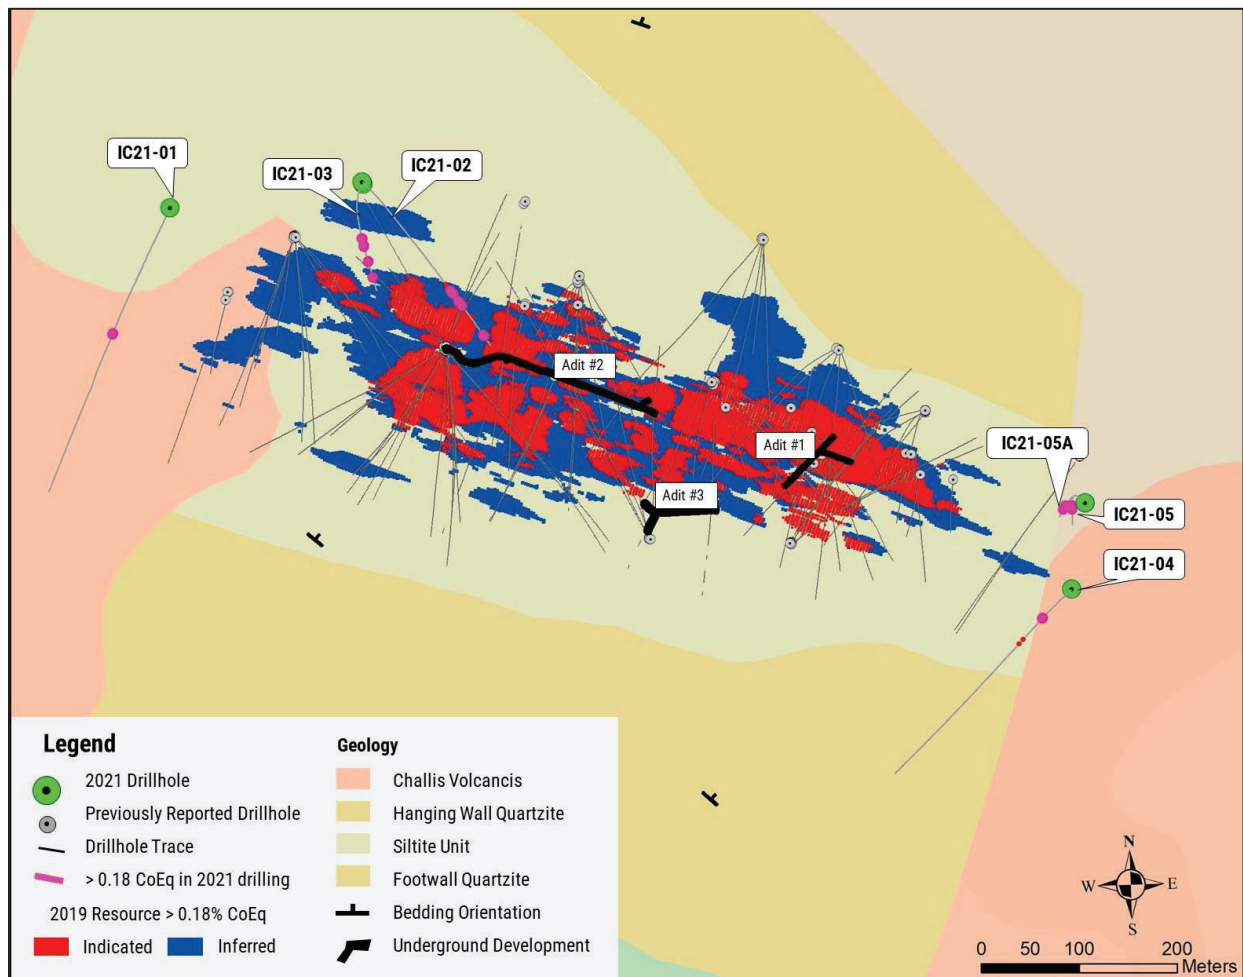 IC21-01
IC21-03
IC21-02
Adit #2
Adit #1
IC21-05A
Adit #3
IC21-05
IC21-04
Legend
2021 Drillhole
Previously Reported Drillhole
Drillhole Trace
> 0.18 CoEq in 2021 drilling
2019 Resource > 0.18% CoEq
Indicated Inferred
Geology
Challis Volcancis
Hanging Wall Quartzite
Siltite Unit
Footwall Quartzite
Bedding Orientation
Underground Development
N
W E
S
0 50 100 200
Meters